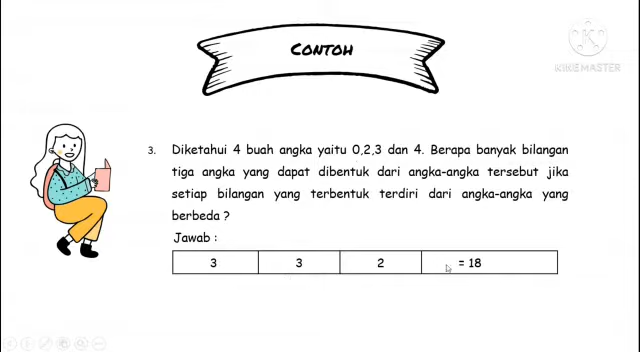 CONTOH
KINEMASTER
3. Diketahui 4 buah angka yaitu 0,2,3 dan 4. Berapa banyak bilangan
tiga angka yang dapat dibentuk dari angka-angka tersebut jika
setiap bilangan yang terbentuk terdiri dari angka-angka yang
berbeda ?
Jawab :
3 3 2 = 18